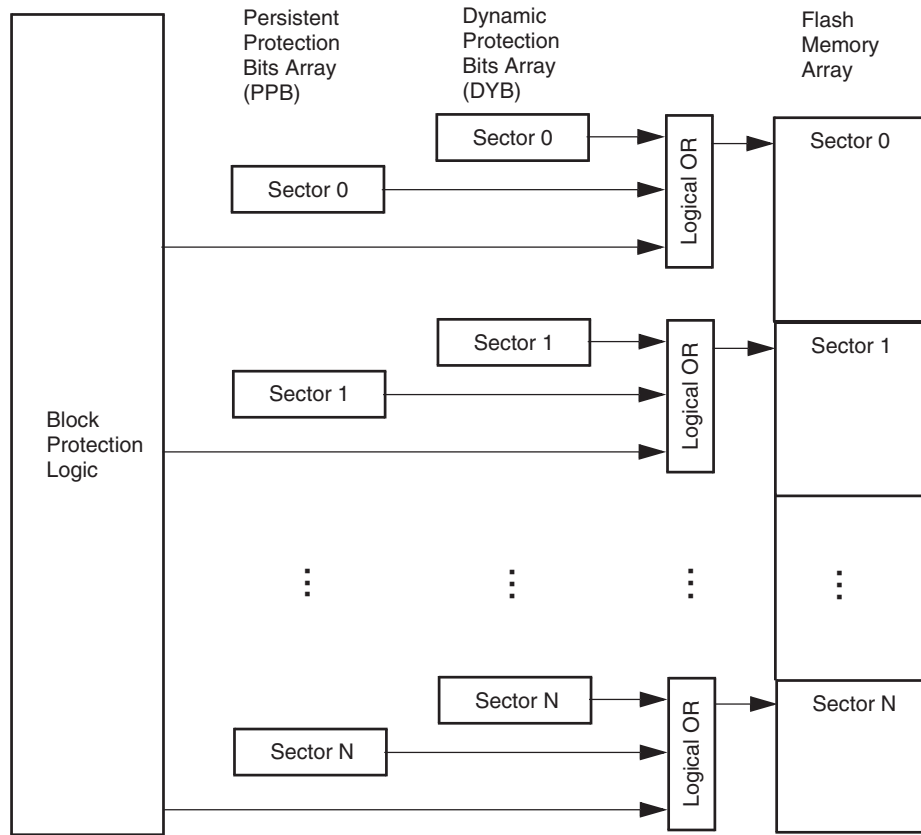 Persistent
Protection
Bits Array
(PPB)
Dynamic
Protection
Bits Array
(DYB)
Flash
Memory
Array
Sector 0
Sector 0
Logical OR
Sector 0
Sector 1
Sector 1
Logical OR
Sector 1
Block
Protection
Logic
...
...
...
...
Sector N
Sector N
Logical OR
Sector N